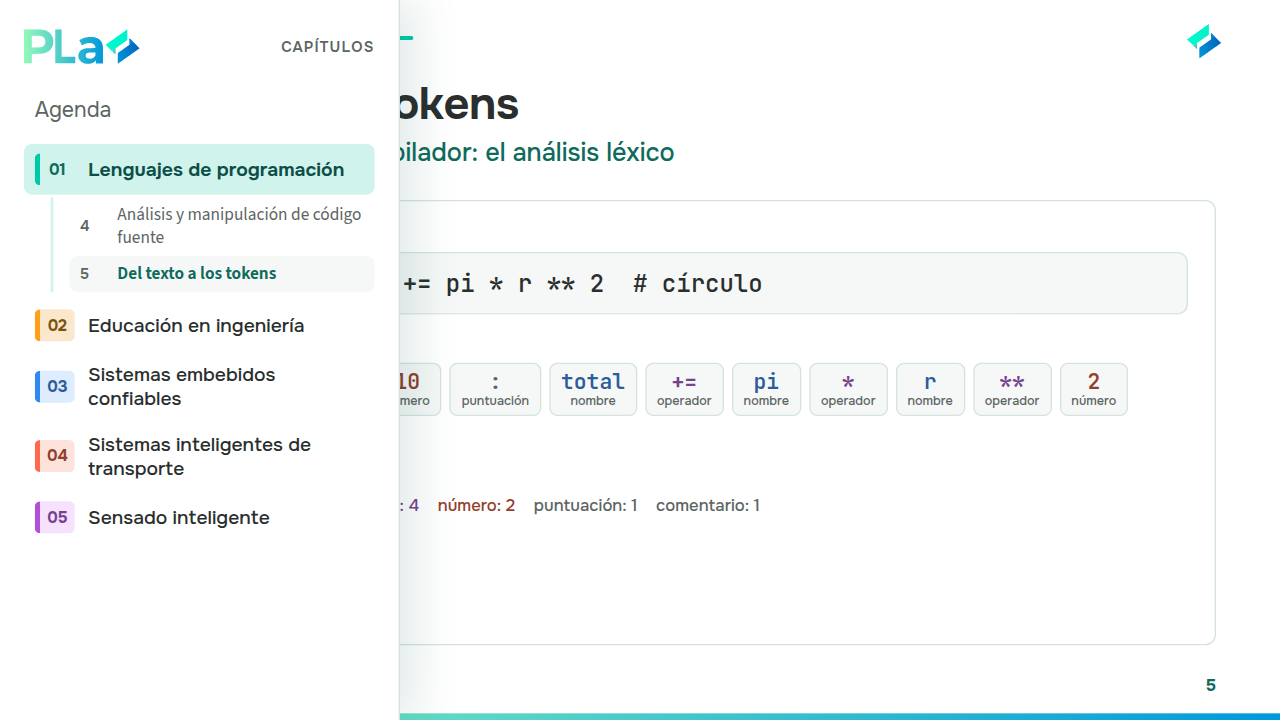 PLa
CAPÍTULOS
Agenda
01 Lenguajes de programación
4 Análisis y manipulación de código
fuente
5 Del texto a los tokens
02 Educación en ingeniería
03 Sistemas embebidos
confiables
04 Sistemas inteligentes de
transporte
05 Sensado inteligente
okens
ilador: el análisis léxico
+= pi * r ** 2 # círculo
10 : total += pi * r ** 2
mero puntuación nombre operador nombre operador nombre operador número
: 4 número: 2 puntuación: 1 comentario: 1
5